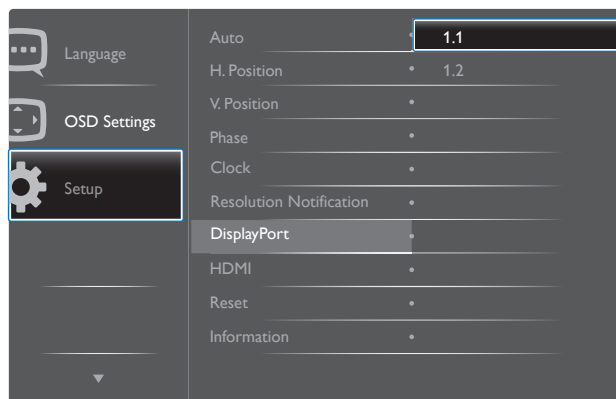 Language
OSD Settings
Setup
Auto
H. Position
V. Position
Phase
Clock
Resolution Notification
DisplayPort
HDMI
Reset
Information
1.1
1.2